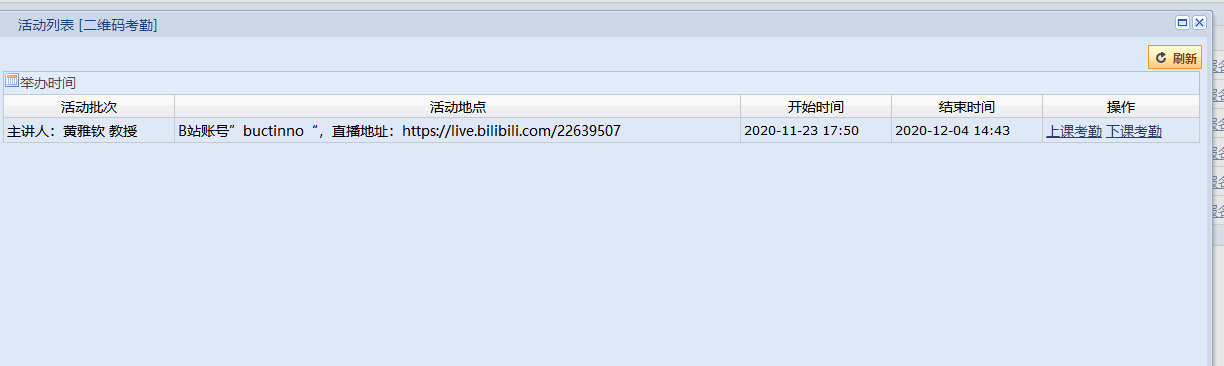 活动列表 [二维码考勤]
刷新
举办时间
活动批次 活动地点 开始时间 结束时间 操作
主讲人：黄雅钦 教授 B站账号”buctinno“，直播地址：https://live.bilibili.com/22639507 2020-11-23 17:50 2020-12-04 14:43 上课考勤 下课考勤